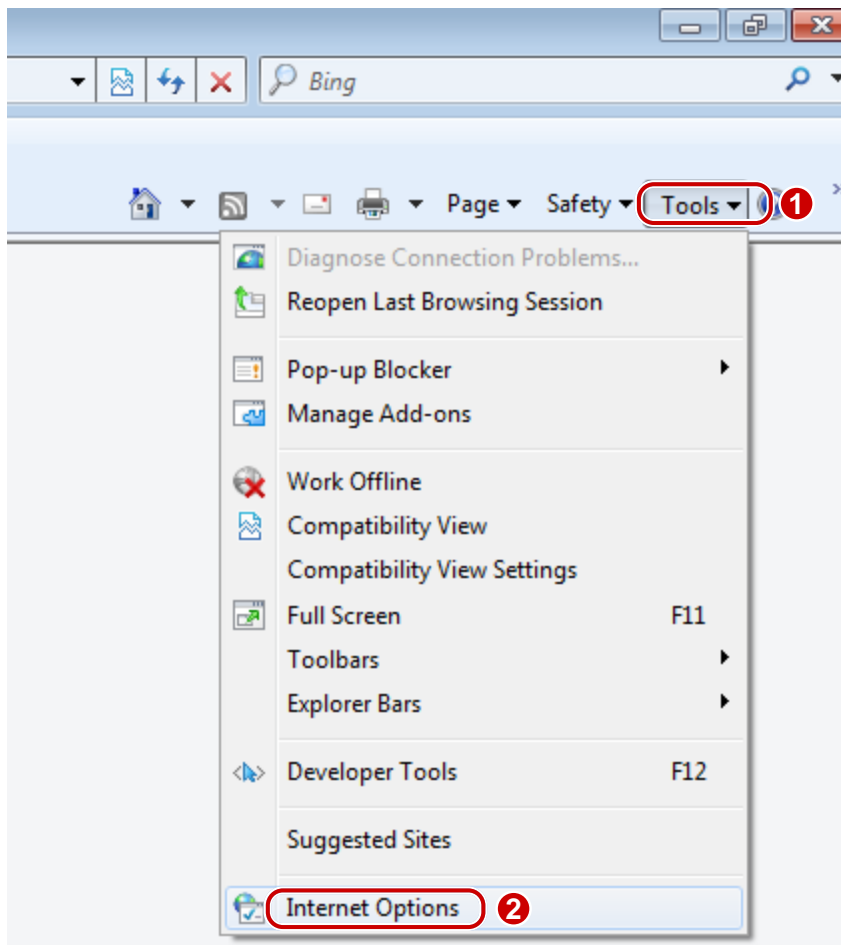 Bing
Page Safety Tools 1
Diagnose Connection Problems...
Reopen Last Browsing Session
Pop-up Blocker
Manage Add-ons
Work Offline
Compatibility View
Compatibility View Settings
Full Screen F11
Toolbars
Explorer Bars
Developer Tools F12
Suggested Sites
Internet Options 2